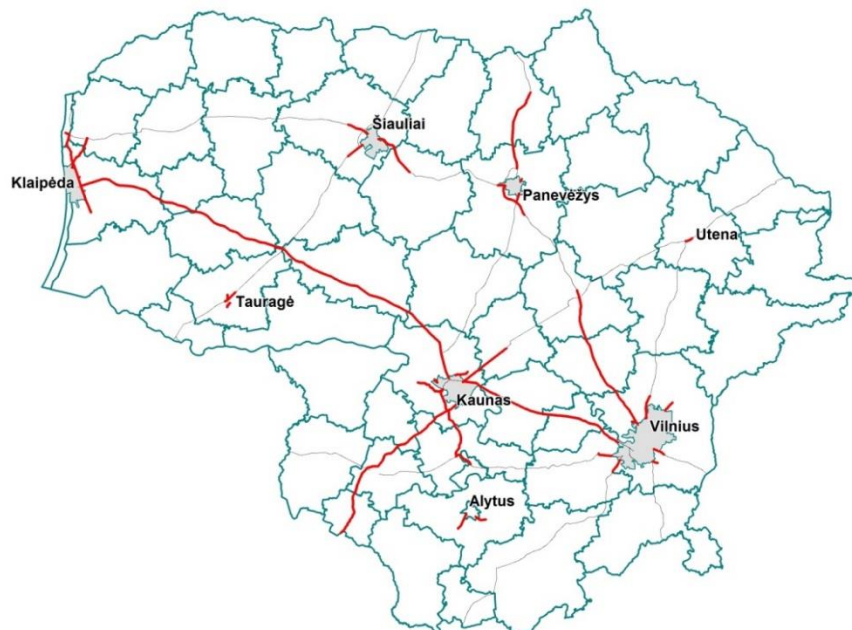 Šiauliai
Klaipėda
Panevėžys
Utena
Tauragė
Kaunas
Vilnius
Alytus